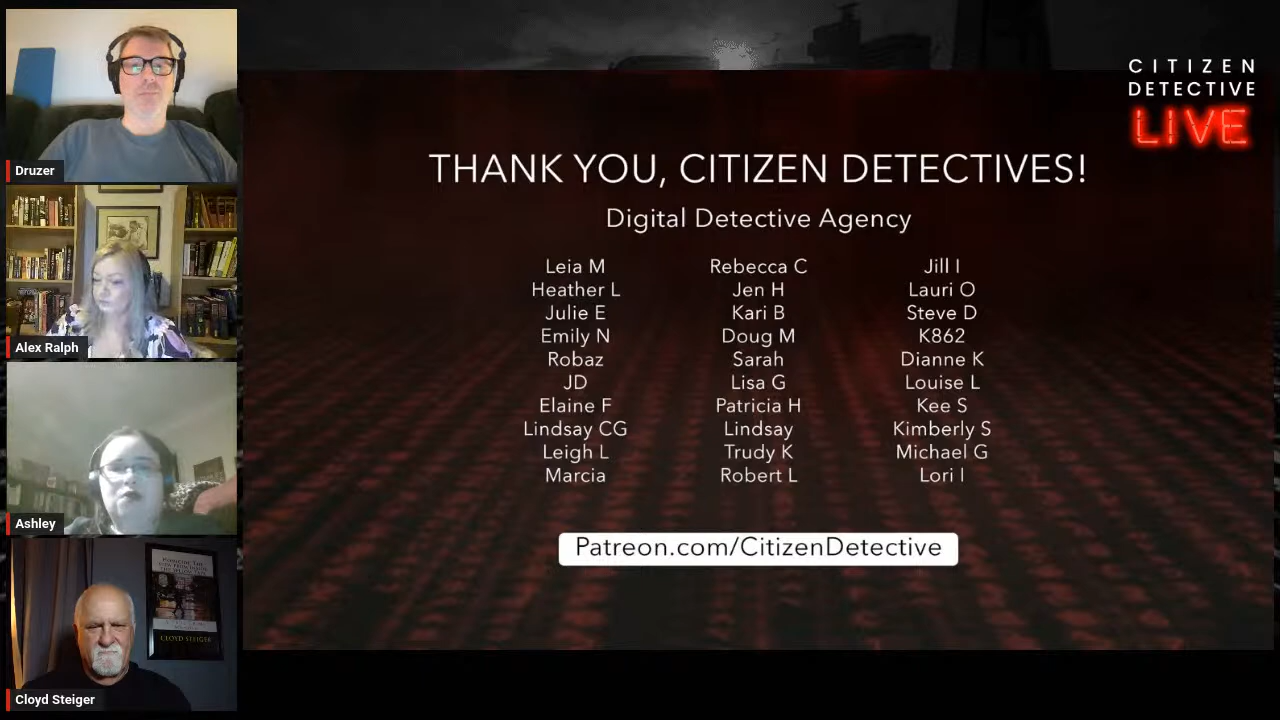 Druzer
Alex Ralph
Ashley
CLOYD STEIGER
Cloyd Steiger
CITIZEN
DETECTIVE
LIVE
THANK YOU, CITIZEN DETECTIVES!
Digital Detective Agency
Leia M
Heather L
Julie E
Emily N
Robaz
JD
Elaine F
Lindsay CG
Leigh L
Marcia
Rebecca C
Jen H
Kari B
Doug M
Sarah
Lisa G
Patricia H
Lindsay
Trudy K
Robert L
Jill I
Lauri O
Steve D
K862
Dianne K
Louise L
Kee S
Kimberly S
Michael G
Lori I
Patreon.com/CitizenDetective